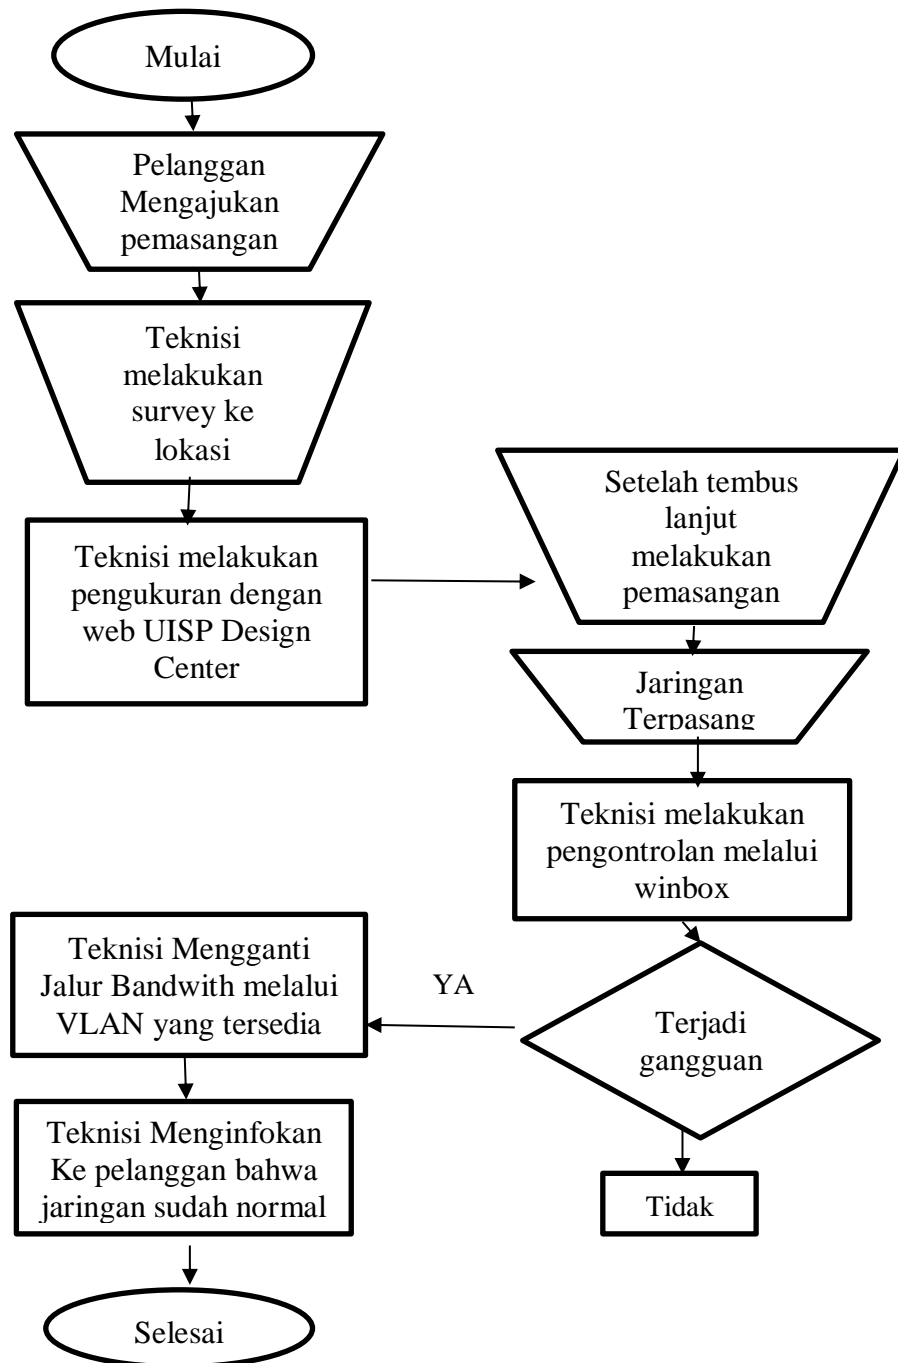 Mulai
Pelanggan
Mengajukan
pemasangan
Teknisi
melakukan
survey ke
lokasi
Teknisi melakukan
pengukuran dengan
web UISP Design
Center
Setelah tembus
lanjut
melakukan
pemasangan
Jaringan
Terpasang
Teknisi melakukan
pengontrolan melalui
winbox
Terjadi
gangguan
YA
Teknisi Mengganti
Jalur Bandwith melalui
VLAN yang tersedia
Teknisi Menginfokan
Ke pelanggan bahwa
jaringan sudah normal
Tidak
Selesai